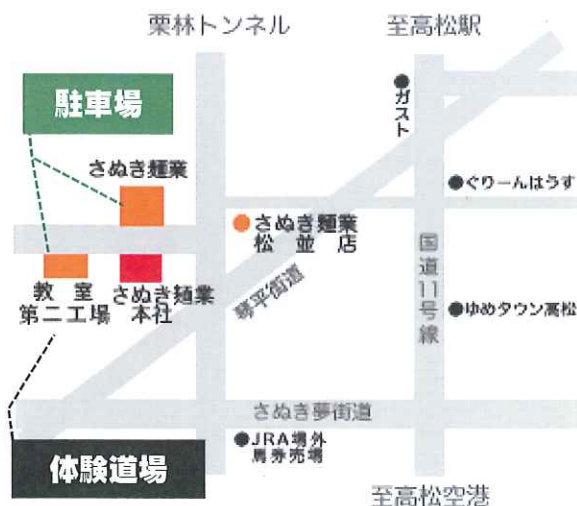 栗林トンネル
至高松駅
駐車場
●ガスト
さぬき麺業
●ぐりーんはうす
●さぬき麺業
松並店
国道11号線
琴平街道
教室
第二工場
さぬき麺業
本社
●ゆめタウン高松
さぬき夢街道
●JRA場外
馬券売場
体験道場
至高松空港